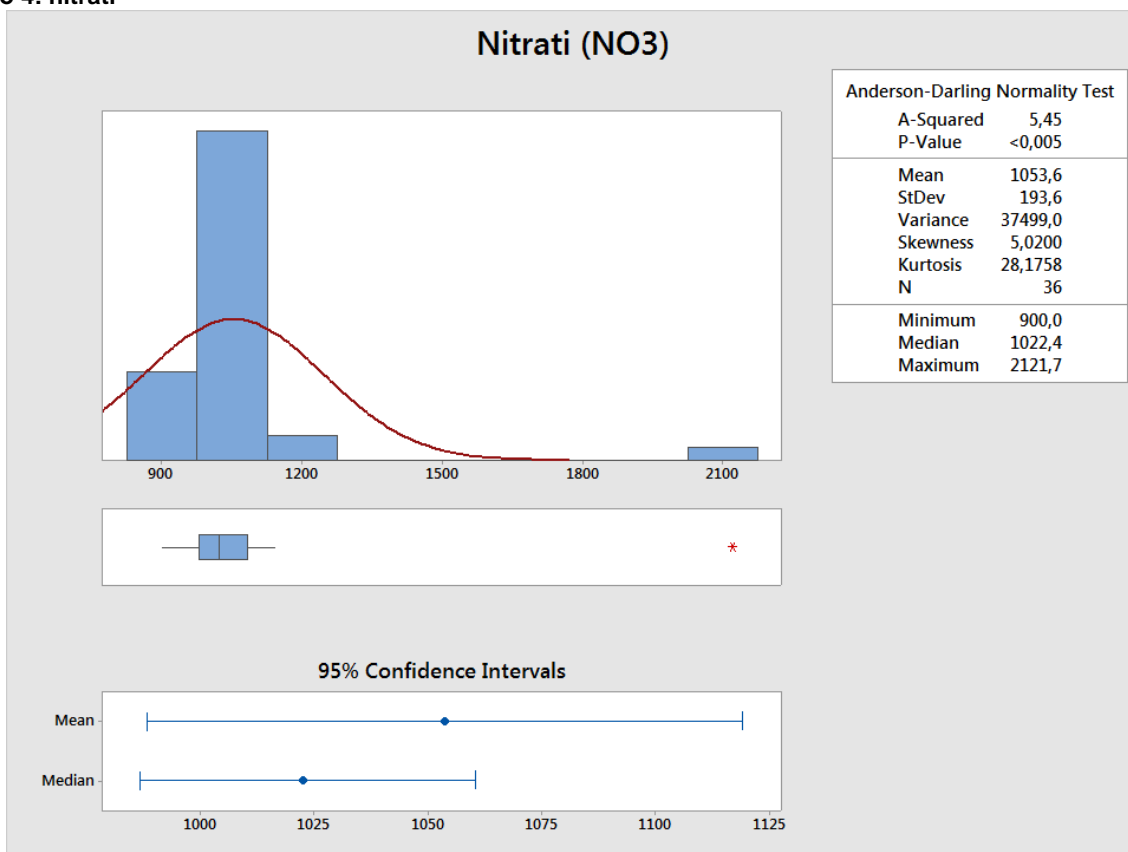 4: nitrati
Nitrati (NO3)
Anderson-Darling Normality Test
A-Squared 5,45
P-Value <0,005
Mean 1053,6
StDev 193,6
Variance 37499,0
Skewness 5,0200
Kurtosis 28,1758
N 36
Minimum 900,0
Median 1022,4
Maximum 2121,7
900 1200 1500 1800 2100
95% Confidence Intervals
Mean
Median
1000 1025 1050 1075 1100 1125